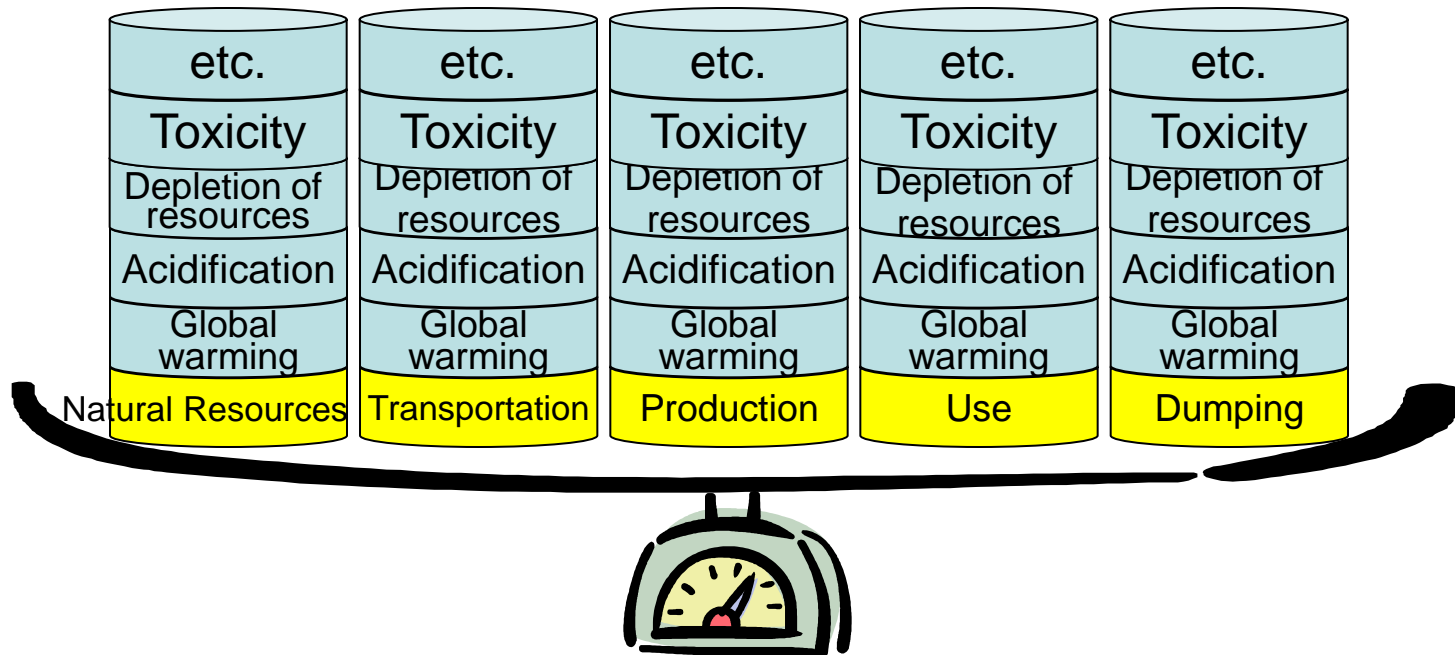 etc. etc. etc. etc. etc.
Toxicity Toxicity Toxicity Toxicity Toxicity
Depletion of Depletion of Depletion of Depletion of Depletion of
resources resources resources resources resources
Acidification Acidification Acidification Acidification Acidification
Global Global Global Global Global
warming warming warming warming warming
Natural Resources Transportation Production Use Dumping